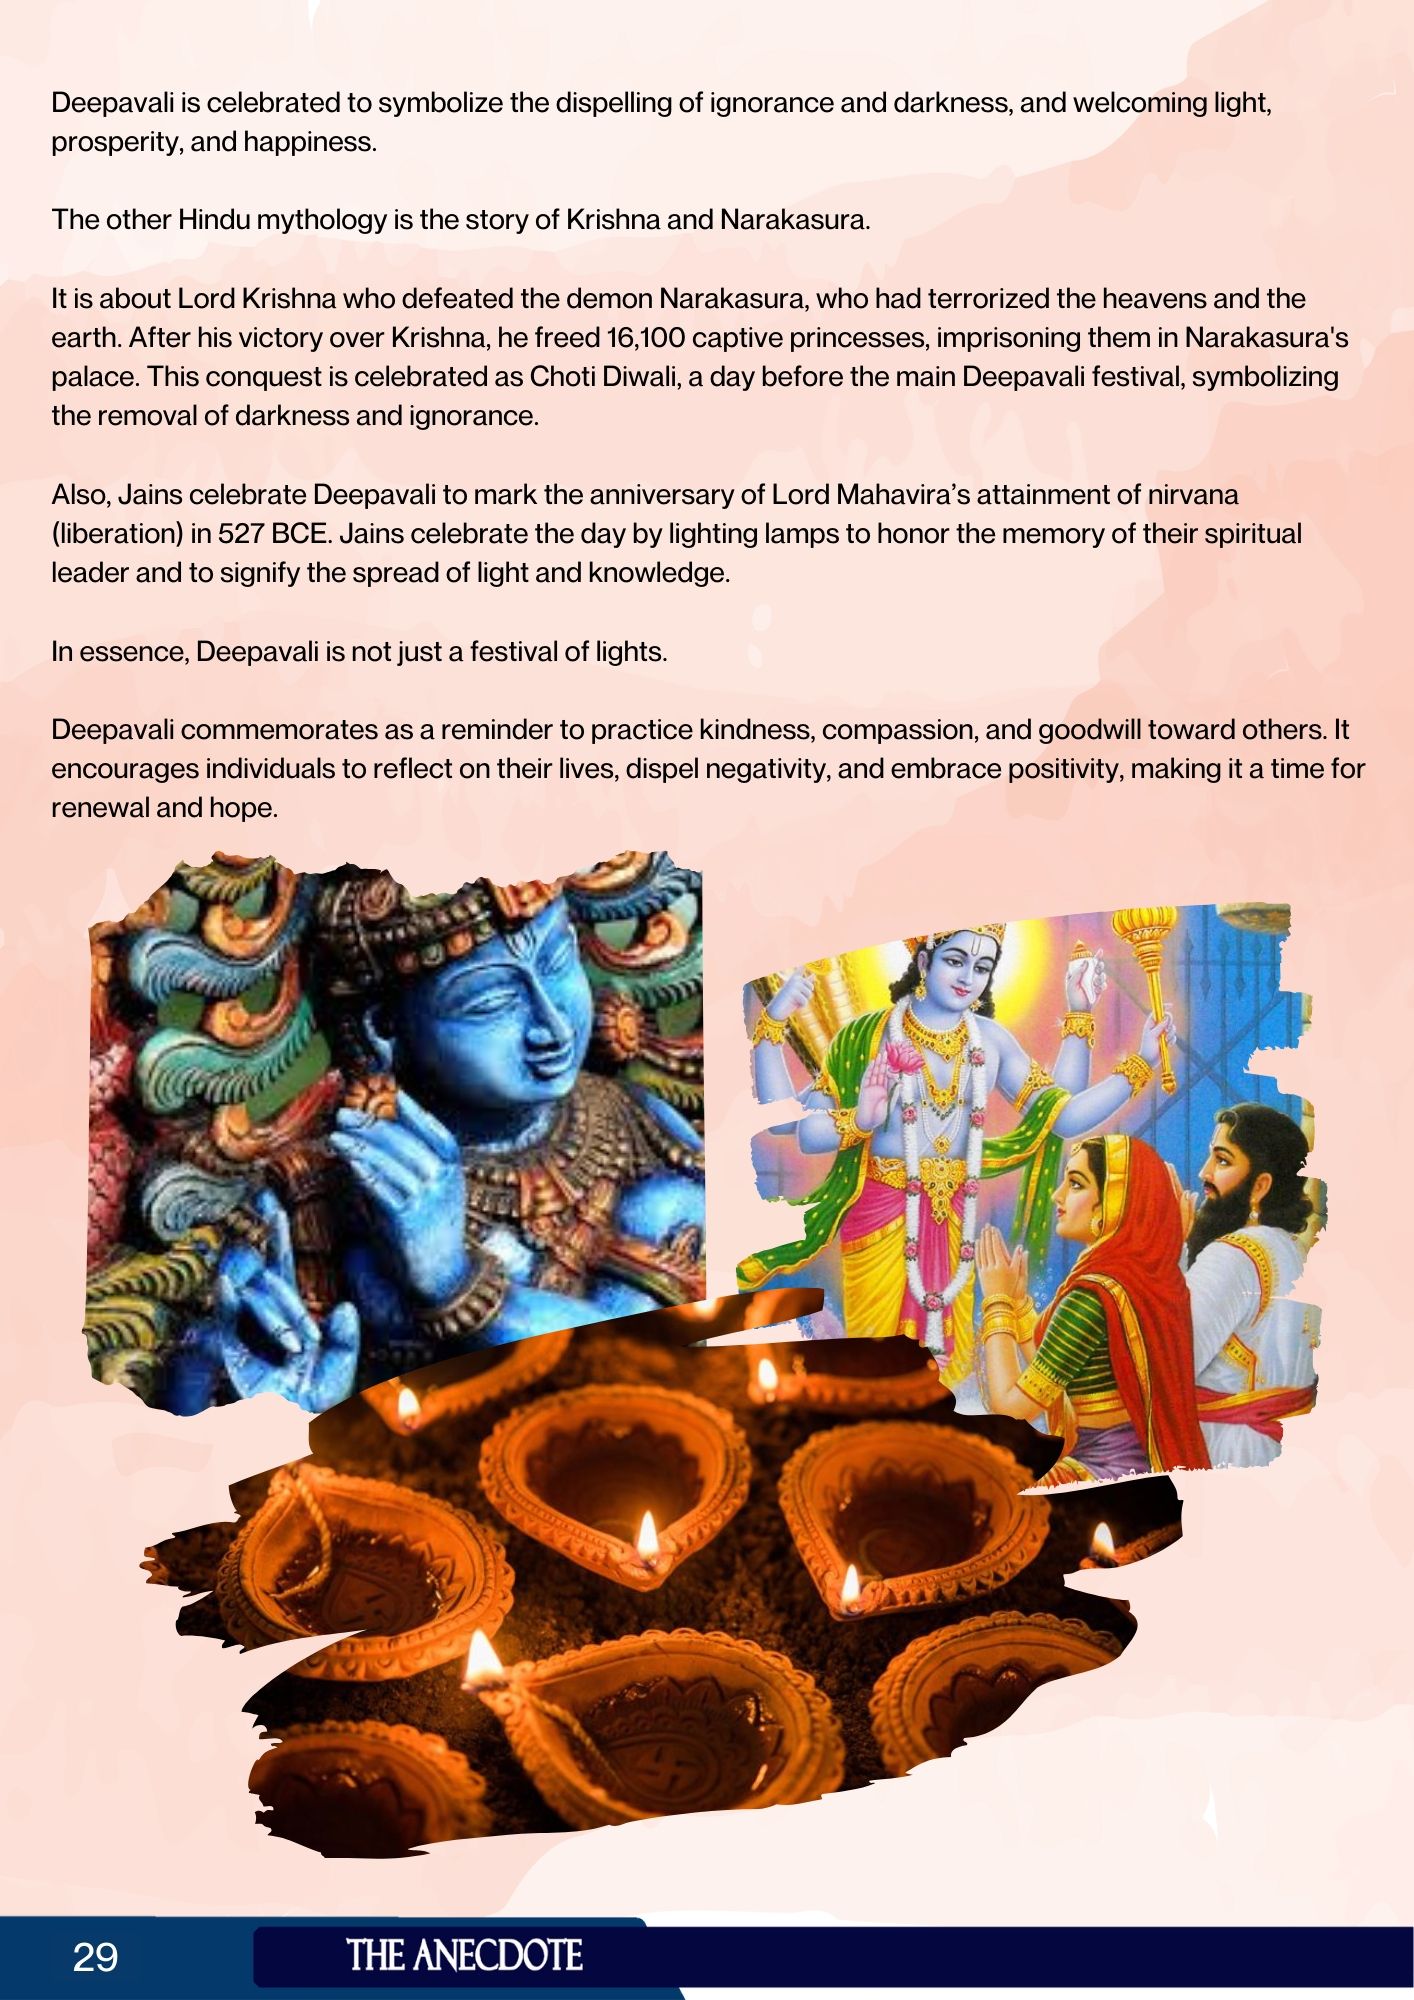 Deepavali is celebrated to symbolize the dispelling of ignorance and darkness, and welcoming light,
prosperity, and happiness.
The other Hindu mythology is the story of Krishna and Narakasura.
It is about Lord Krishna who defeated the demon Narakasura, who had terrorized the heavens and the
earth. After his victory over Krishna, he freed 16,100 captive princesses, imprisoning them in Narakasura's
palace. This conquest is celebrated as Choti Diwali, a day before the main Deepavali festival, symbolizing
the removal of darkness and ignorance.
Also, Jains celebrate Deepavali to mark the anniversary of Lord Mahavira’s attainment of nirvana
(liberation) in 527 BCE. Jains celebrate the day by lighting lamps to honor the memory of their spiritual
leader and to signify the spread of light and knowledge.
In essence, Deepavali is not just a festival of lights.
Deepavali commemorates as a reminder to practice kindness, compassion, and goodwill toward others. It
encourages individuals to reflect on their lives, dispel negativity, and embrace positivity, making it a time for
renewal and hope.
29
THE ANECDOTE